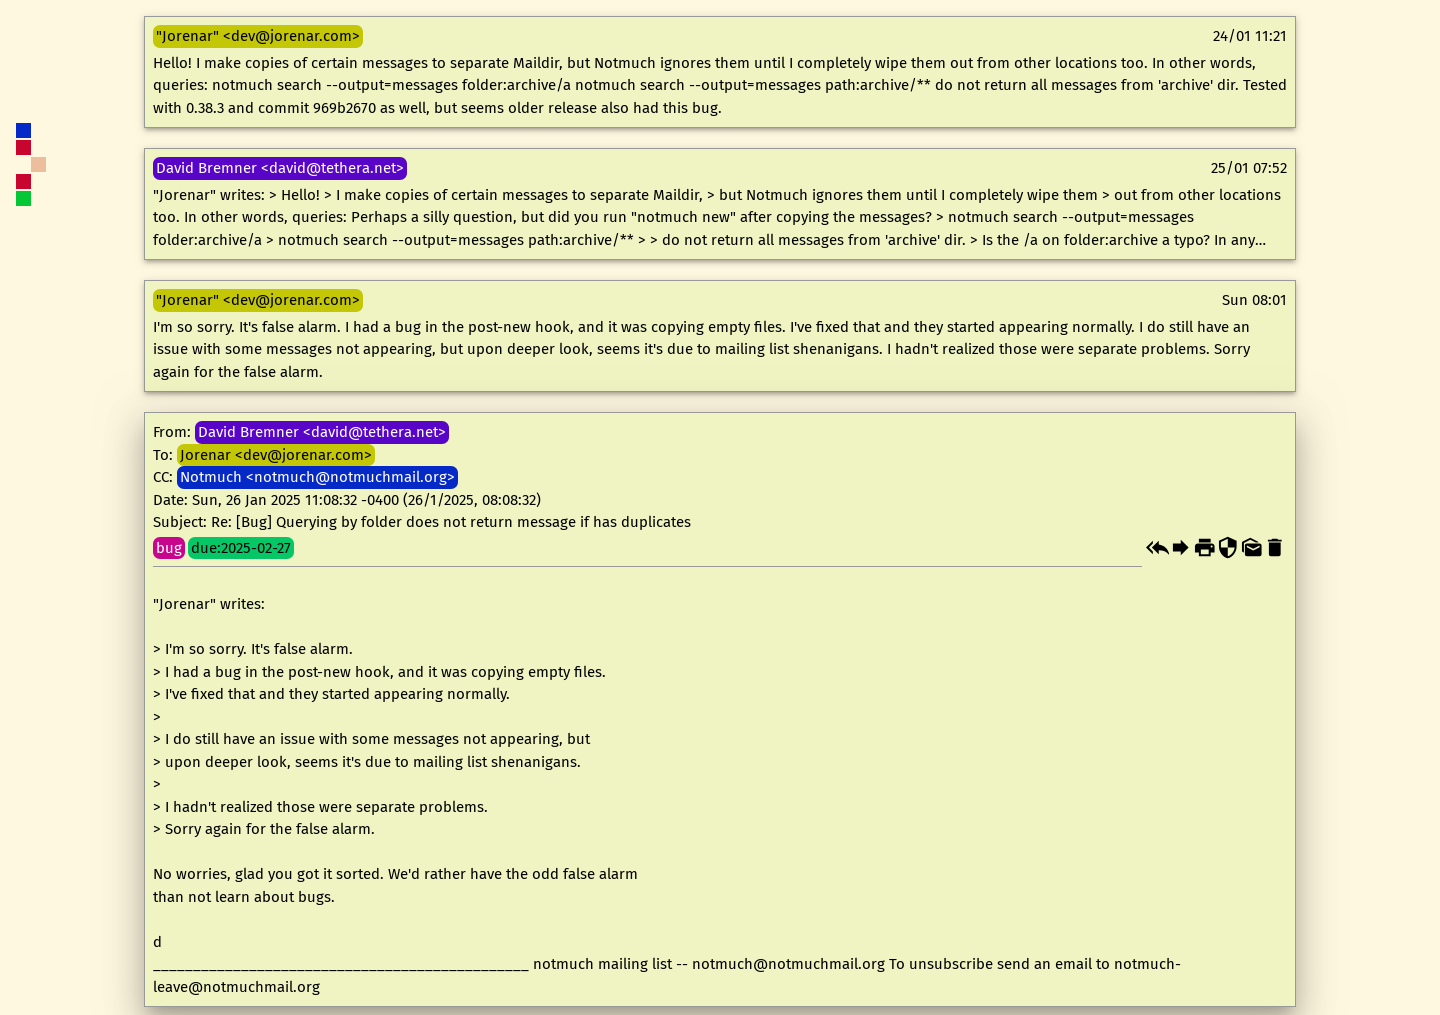 "Jorenar" <dev@jorenar.com> 24/01 11:21
Hello! I make copies of certain messages to separate Maildir, but Notmuch ignores them until I completely wipe them out from other locations too. In other words,
queries: notmuch search --output=messages folder:archive/a notmuch search --output=messages path:archive/** do not return all messages from 'archive' dir. Tested
with 0.38.3 and commit 969b2670 as well, but seems older release also had this bug.
David Bremner <david@tethera.net> 25/01 07:52
"Jorenar" writes: > Hello! > I make copies of certain messages to separate Maildir, > but Notmuch ignores them until I completely wipe them > out from other locations
too. In other words, queries: Perhaps a silly question, but did you run "notmuch new" after copying the messages? > notmuch search --output=messages
folder:archive/a > notmuch search --output=messages path:archive/** > > do not return all messages from 'archive' dir. > Is the /a on folder:archive a typo? In any...
"Jorenar" <dev@jorenar.com> Sun 08:01
I'm so sorry. It's false alarm. I had a bug in the post-new hook, and it was copying empty files. I've fixed that and they started appearing normally. I do still have an
issue with some messages not appearing, but upon deeper look, seems it's due to mailing list shenanigans. I hadn't realized those were separate problems. Sorry
again for the false alarm.
From: David Bremner <david@tethera.net>
To: Jorenar <dev@jorenar.com>
CC: Notmuch <notmuch@notmuchmail.org>
Date: Sun, 26 Jan 2025 11:08:32 -0400 (26/1/2025, 08:08:32)
Subject: Re: [Bug] Querying by folder does not return message if has duplicates
bug due:2025-02-27
"Jorenar" writes:
> I'm so sorry. It's false alarm.
> I had a bug in the post-new hook, and it was copying empty files.
> I've fixed that and they started appearing normally.
>
> I do still have an issue with some messages not appearing, but
> upon deeper look, seems it's due to mailing list shenanigans.
>
> I hadn't realized those were separate problems.
> Sorry again for the false alarm.
No worries, glad you got it sorted. We'd rather have the odd false alarm
than not learn about bugs.
d
_______________________________________________ notmuch mailing list -- notmuch@notmuchmail.org To unsubscribe send an email to notmuch-
leave@notmuchmail.org